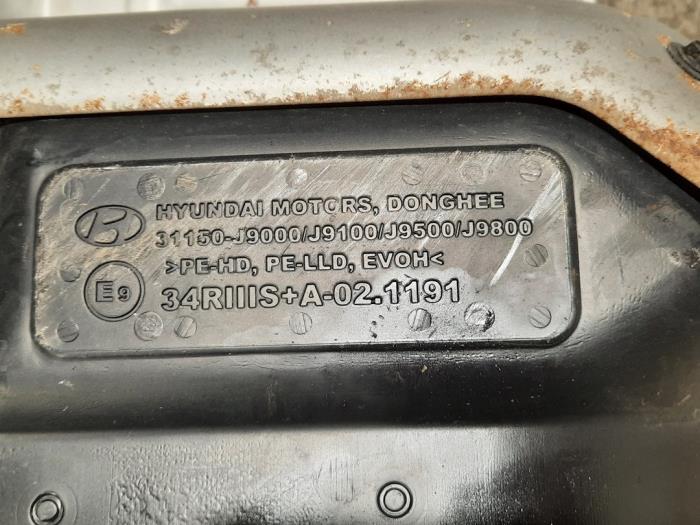 HYUNDAI MOTORS, DONGHEE
31150-J9000/J9100/J9500/J9800
>PE-HD, PE-LLD, EVOH<
E9
34RIIIS+A-02.1191